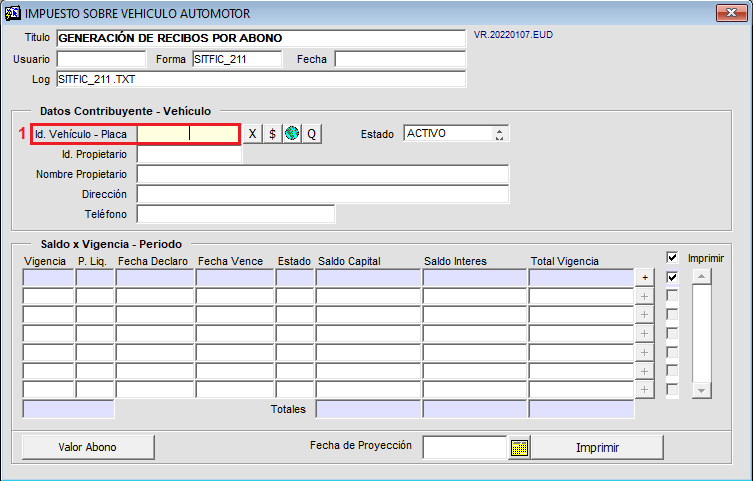 IMPUESTO SOBRE VEHICULO AUTOMOTOR
Titulo GENERACIÓN DE RECIBOS POR ABONO VR.20220107.EUD
Usuario Forma SITFIC_211 Fecha
Log SITFIC_211 .TXT
Datos Contribuyente - Vehículo
1 Id. Vehículo - Placa X $ Q Estado ACTIVO
Id. Propietario
Nombre Propietario
Dirección
Teléfono
Saldo x Vigencia - Periodo
Vigencia P. Liq. Fecha Declaro Fecha Vence Estado Saldo Capital Saldo Interes Total Vigencia Imprimir
+
+
+
+
+
+
+
Totales
Valor Abono Fecha de Proyección Imprimir